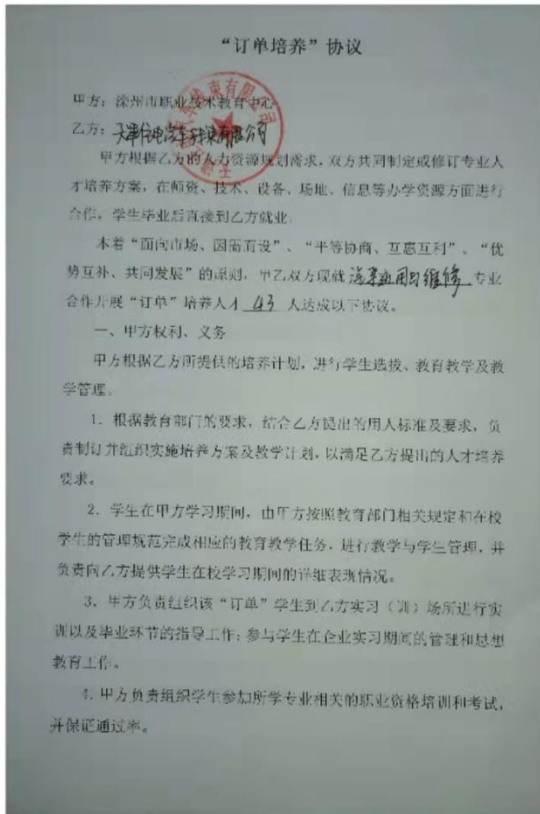 “订单培养”协议
甲方：滦州市职业技术教育中心
乙方：天津 电汽车 束有限公司
甲方根据乙方的人力资源规划需求，双方共同制定或修订专业人
才培养方案，在师资、技术、设备、场地、信息等办学资源方面进行
合作，学生毕业后直接到乙方就业。
本着“面向市场、因需而设”、“平等协商、互惠互利”、“优
势互补、共同发展”的原则，甲乙双方现就 汽车运用与维修 专业
合作开展“订单”培养人才 43 人达成以下协议。
一、甲方权利、义务
甲方根据乙方所提供的培养计划，进行学生选拔、教育教学及教
学管理。
1. 根据教育部门的要求，结合乙方提出的用人标准及要求，负
责制订并组织实施培养方案及教学计划，以满足乙方提出的人才培养
要求。
2. 学生在甲方学习期间，由甲方按照教育部门相关规定和在校
学生的管理规范完成相应的教育教学任务，进行教学与学生管理，并
负责向乙方提供学生在校学习期间的详细表现情况。
3. 甲方负责组织该“订单”学生到乙方实习（训）场所进行实
训以及毕业环节的指导工作；参与学生在企业实习期间的管理和思想
教育工作。
4. 甲方负责组织学生参加所学专业相关的职业资格培训和考试，
并保证通过率。